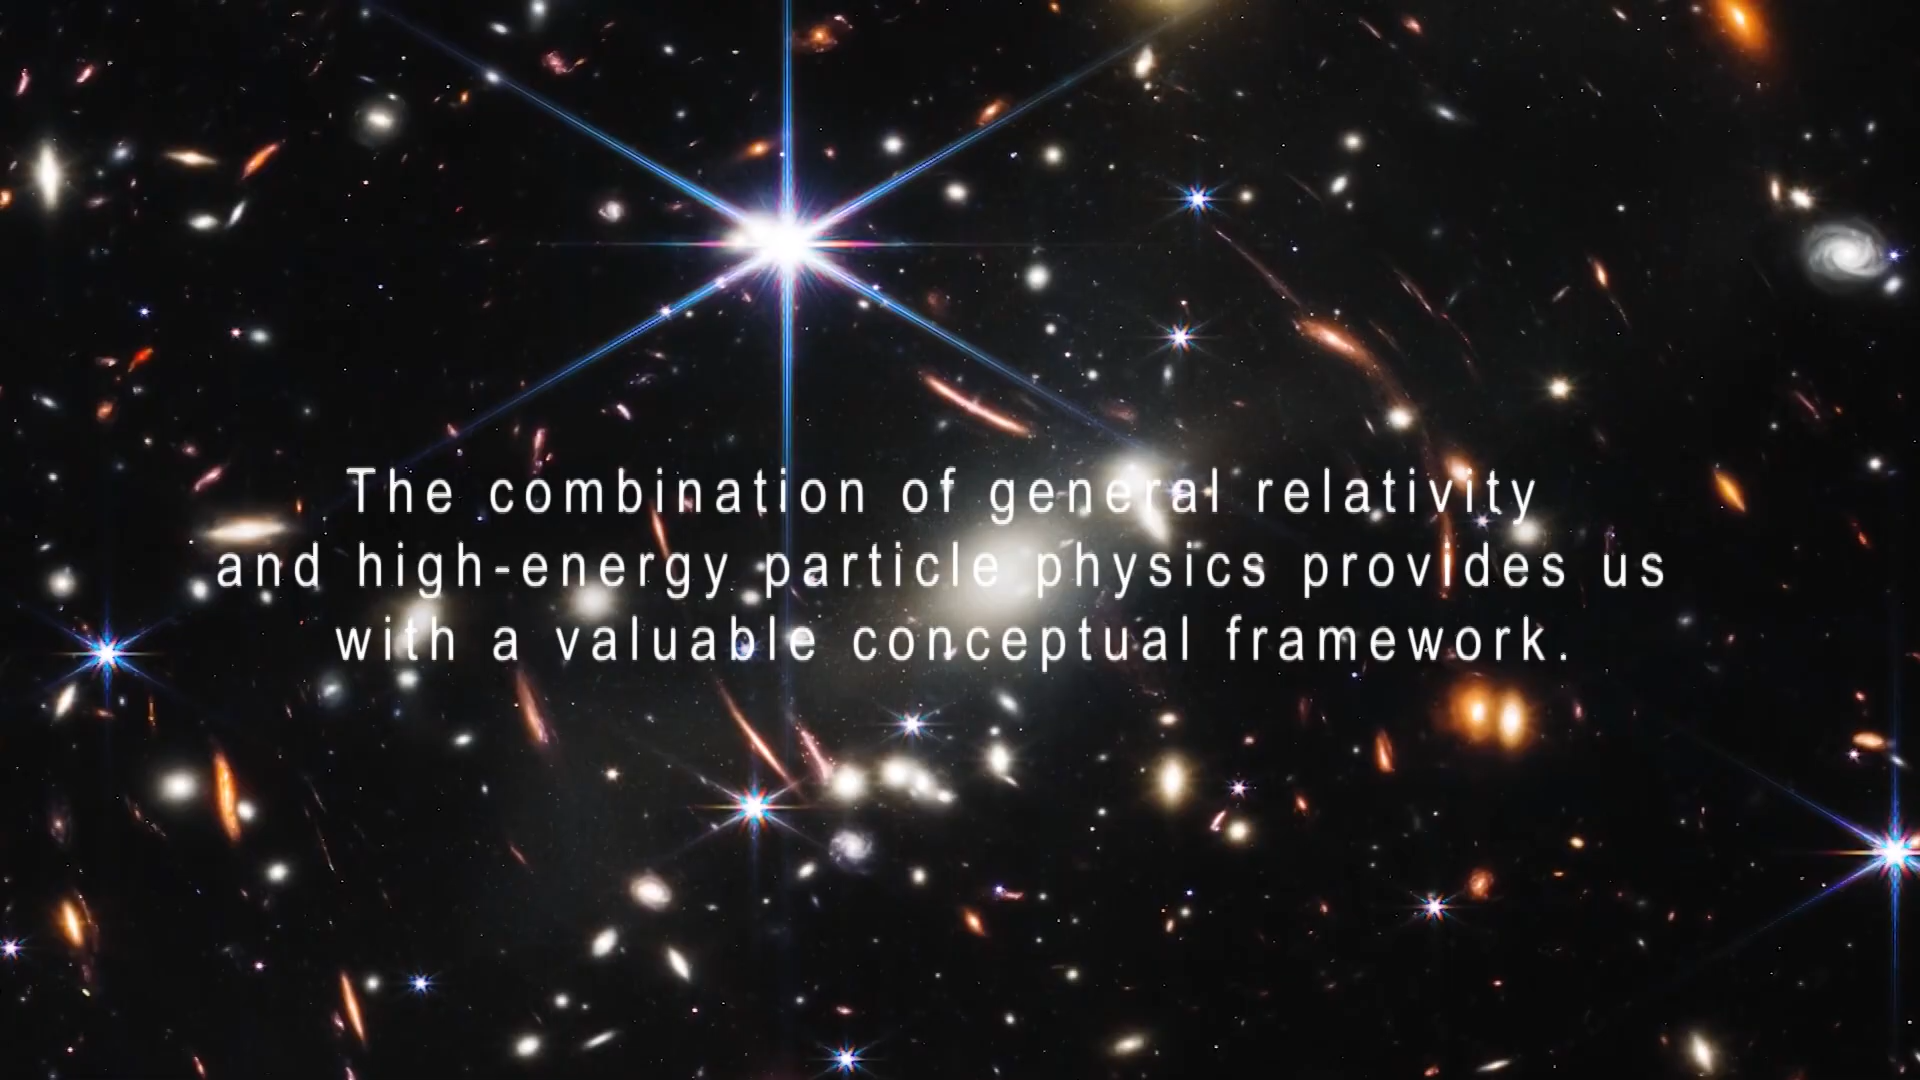 The combination of general relativity
and high-energy particle physics provides us
with a valuable conceptual framework.